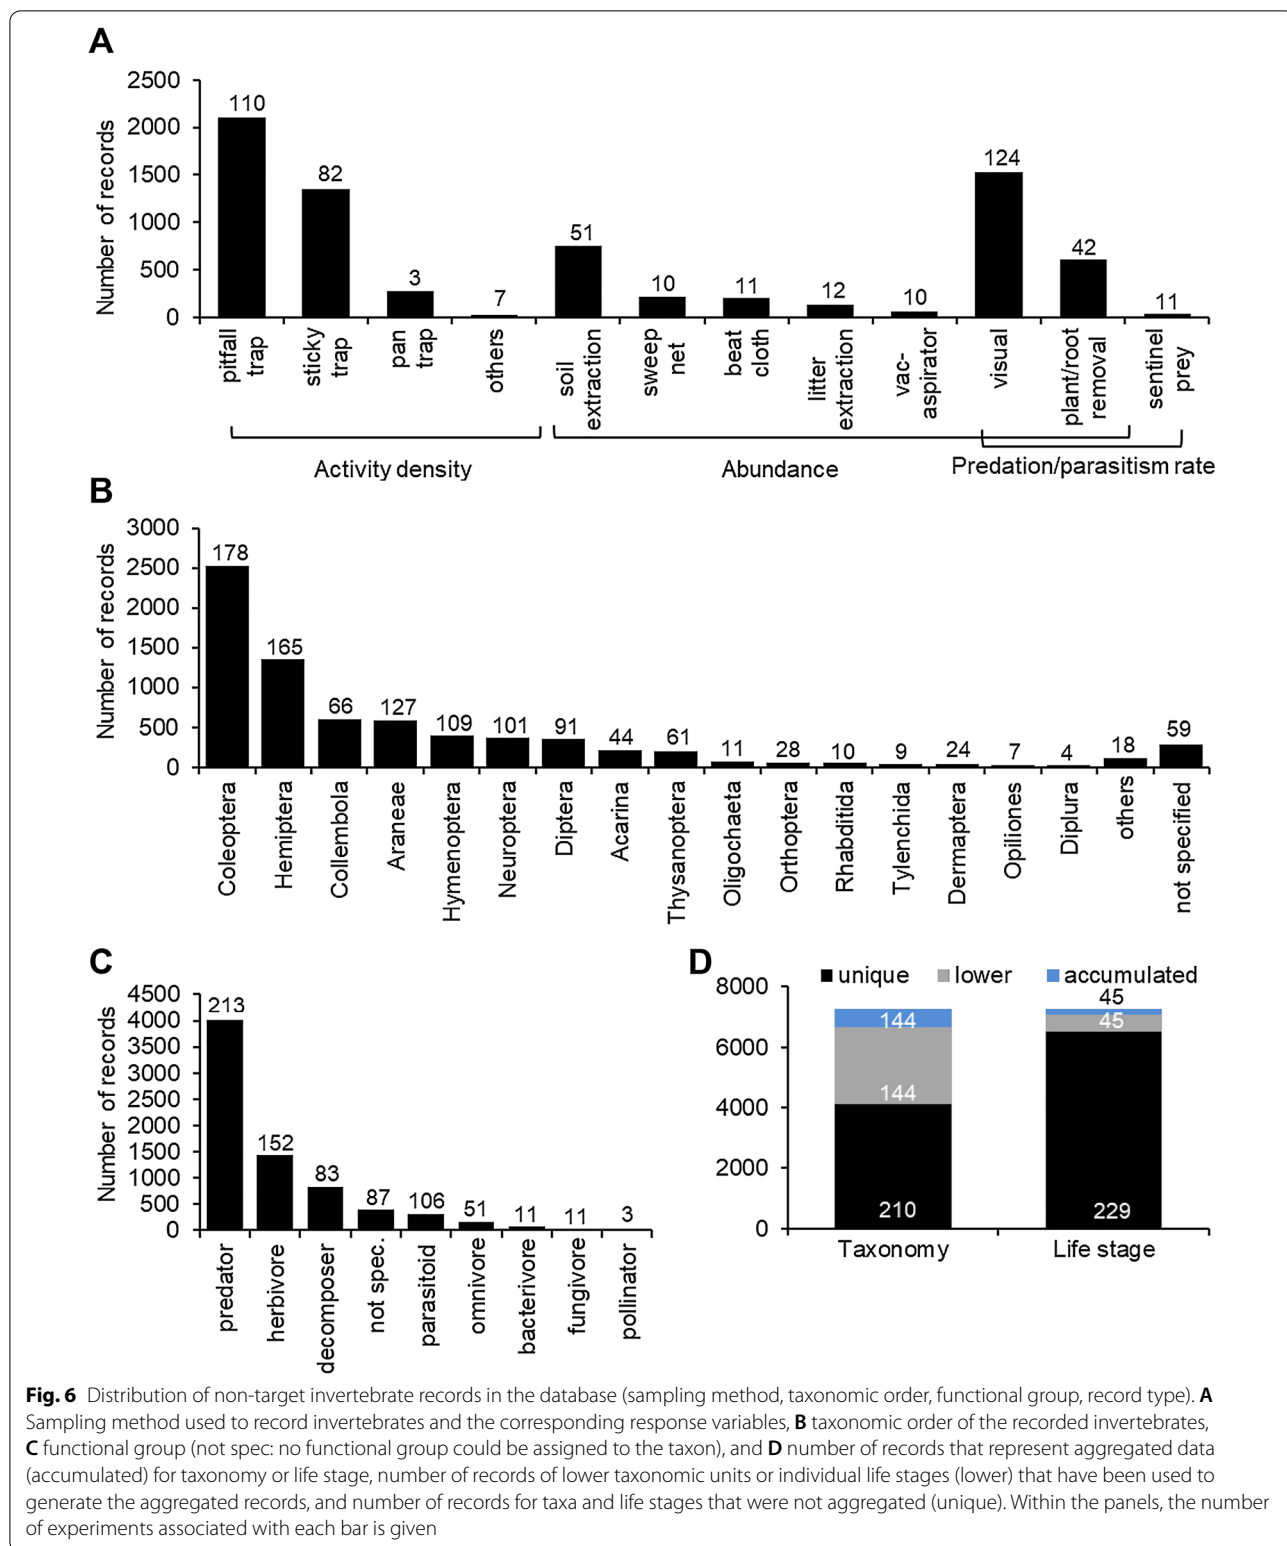 A
Number of records
2500
2000
1500
1000
500
0
110
82
3
7
51
10
11
12
10
124
42
11
pitfall
trap
sticky
trap
pan
trap
others
soil
extraction
sweep
net
beat
cloth
litter
extraction
vac-
aspirator
visual
plant/root
removal
sentinel
prey
Activity density
Abundance
Predation/parasitism rate
B
Number of records
3000
2500
2000
1500
1000
500
0
178
165
66
127
109
101
91
44
61
11
28
10
9
24
7
4
18
59
Coleoptera
Hemiptera
Collembola
Araneae
Hymenoptera
Neuroptera
Diptera
Acarina
Thysanoptera
Oligochaeta
Orthoptera
Rhabditida
Tylenchida
Dermaptera
Opiliones
Diplura
others
not specified
C
Number of records
4500
4000
3500
3000
2500
2000
1500
1000
500
0
213
152
83
87
106
51
11
11
3
predator
herbivore
decomposer
not spec.
parasitoid
omnivore
bacterivore
fungivore
pollinator
D
unique lower accumulated
8000
6000
4000
2000
0
144
144
210
45
45
229
Taxonomy
Life stage
Fig. 6 Distribution of non-target invertebrate records in the database (sampling method, taxonomic order, functional group, record type). A
Sampling method used to record invertebrates and the corresponding response variables, B taxonomic order of the recorded invertebrates,
C functional group (not spec: no functional group could be assigned to the taxon), and D number of records that represent aggregated data
(accumulated) for taxonomy or life stage, number of records of lower taxonomic units or individual life stages (lower) that have been used to
generate the aggregated records, and number of records for taxa and life stages that were not aggregated (unique). Within the panels, the number
of experiments associated with each bar is given